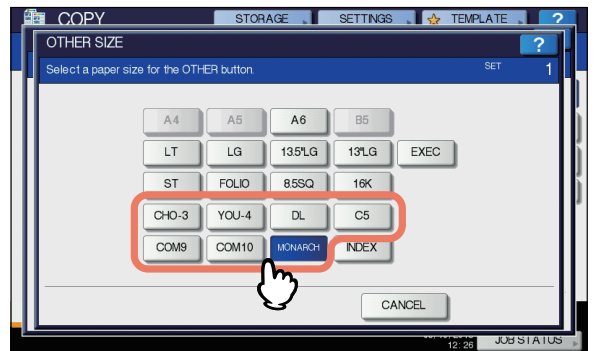 COPY STORAGE SETTINGS TEMPLATE ?
OTHER SIZE ?
Select a paper size for the OTHER button. SET 1
A4 A5 A6 B5
LT LG 13.5"LG 13"LG EXEC
ST FOLIO 8.5SQ 16K
CHO-3 YOU-4 DL C5
COM9 COM10 MONARCH INDEX
CANCEL
12:26 JOB STATUS